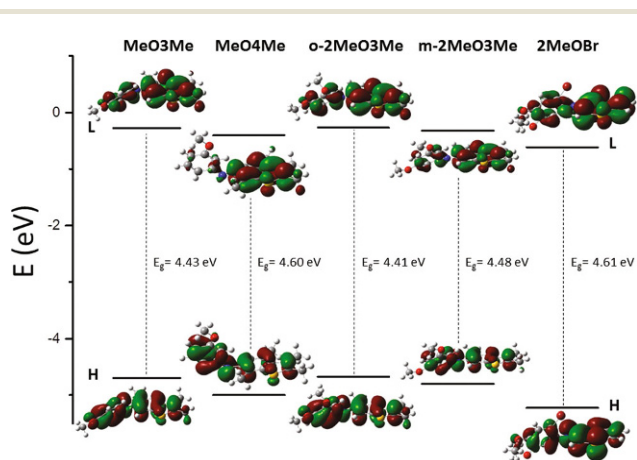 MeO3Me MeO4Me o-2MeO3Me m-2MeO3Me 2MeOBr
0
L
L
-2
E (eV)
Eg= 4.43 eV Eg= 4.60 eV Eg= 4.41 eV Eg= 4.48 eV Eg= 4.61 eV
-4
H
H